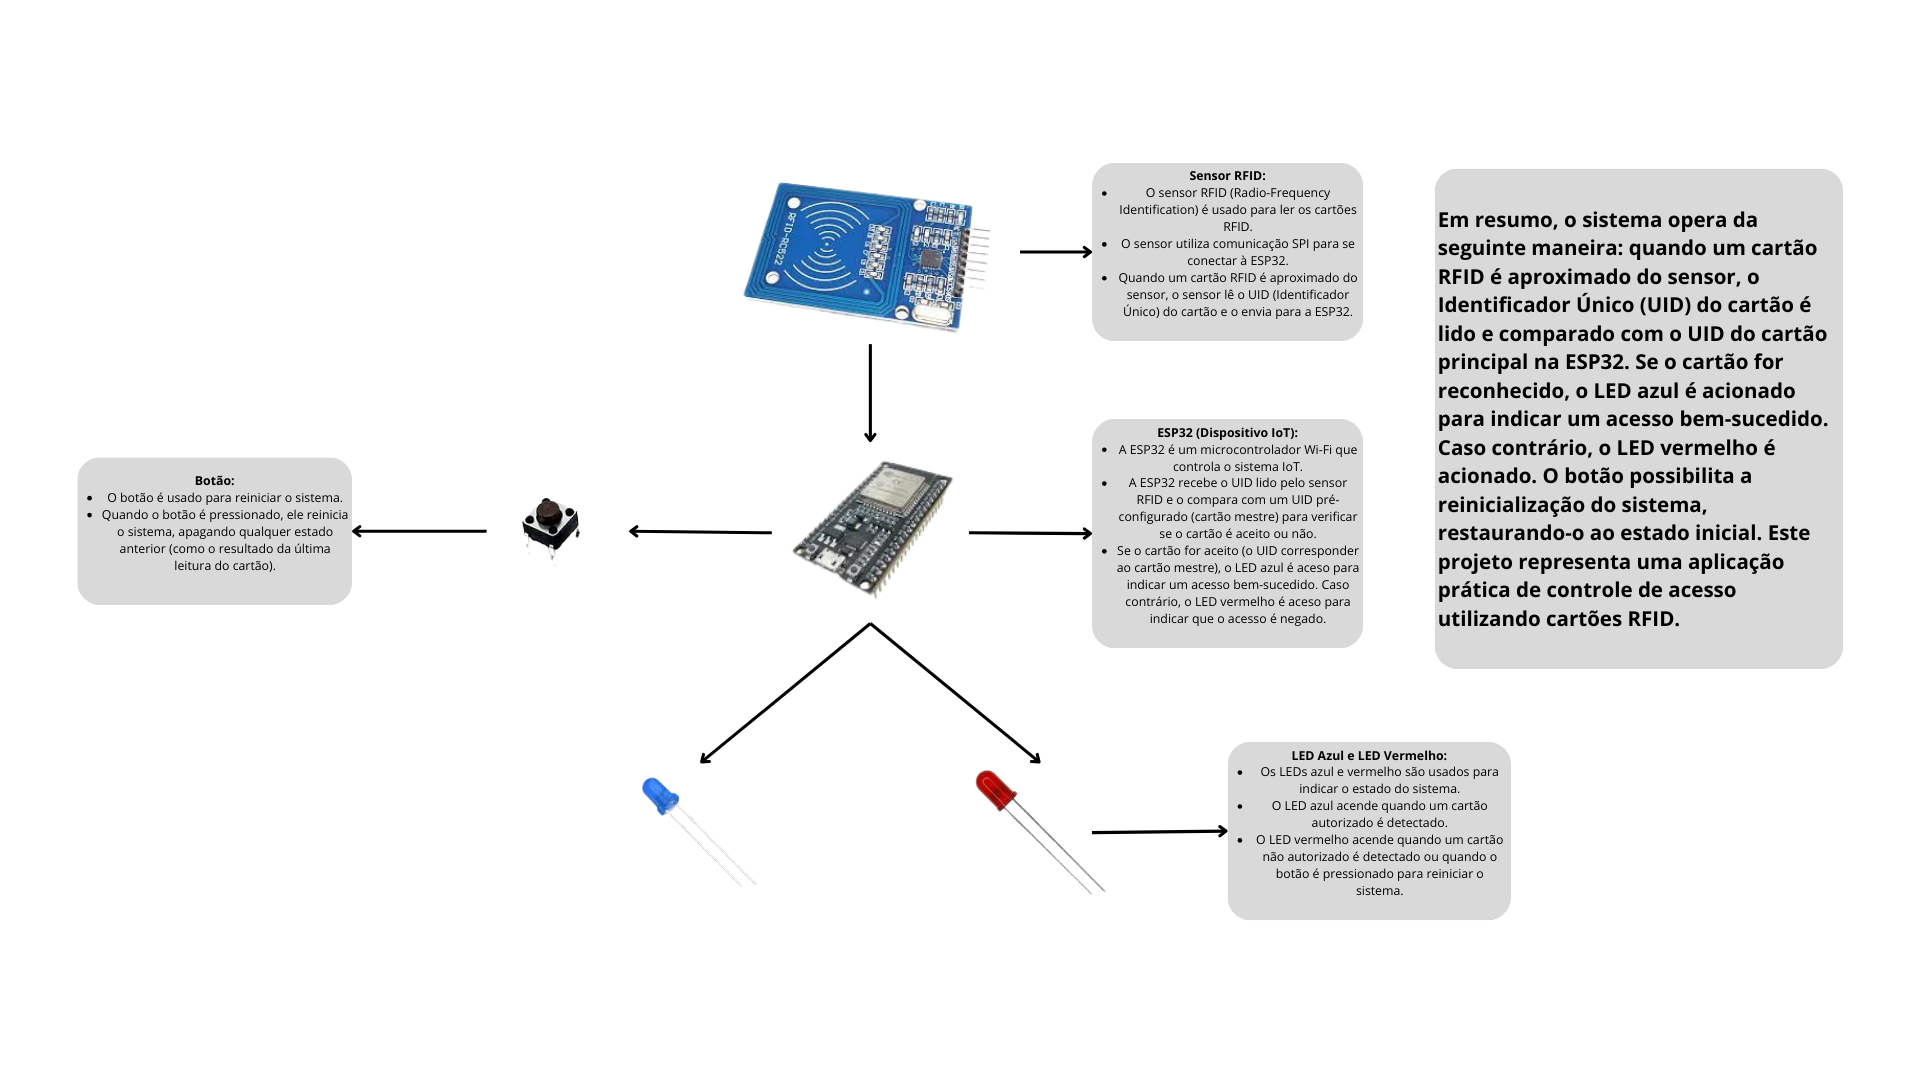 RFID-RC522
Sensor RFID:
O sensor RFID (Radio-Frequency
Identification) é usado para ler os cartões
RFID.
O sensor utiliza comunicação SPI para se
conectar à ESP32.
Quando um cartão RFID é aproximado do
sensor, o sensor lê o UID (Identificador
Único) do cartão e o envia para a ESP32.
Em resumo, o sistema opera da
seguinte maneira: quando um cartão
RFID é aproximado do sensor, o
Identificador Único (UID) do cartão é
lido e comparado com o UID do cartão
principal na ESP32. Se o cartão for
reconhecido, o LED azul é acionado
para indicar um acesso bem-sucedido.
Caso contrário, o LED vermelho é
acionado. O botão possibilita a
reinicialização do sistema,
restaurando-o ao estado inicial. Este
projeto representa uma aplicação
prática de controle de acesso
utilizando cartões RFID.
ESP32 (Dispositivo IoT):
A ESP32 é um microcontrolador Wi-Fi que
controla o sistema IoT.
A ESP32 recebe o UID lido pelo sensor
RFID e o compara com um UID pré-
configurado (cartão mestre) para verificar
se o cartão é aceito ou não.
Se o cartão for aceito (o UID corresponder
ao cartão mestre), o LED azul é aceso para
indicar um acesso bem-sucedido. Caso
contrário, o LED vermelho é aceso para
indicar que o acesso é negado.
Botão:
O botão é usado para reiniciar o sistema.
Quando o botão é pressionado, ele reinicia
o sistema, apagando qualquer estado
anterior (como o resultado da última
leitura do cartão).
LED Azul e LED Vermelho:
Os LEDs azul e vermelho são usados para
indicar o estado do sistema.
O LED azul acende quando um cartão
autorizado é detectado.
O LED vermelho acende quando um cartão
não autorizado é detectado ou quando o
botão é pressionado para reiniciar o
sistema.